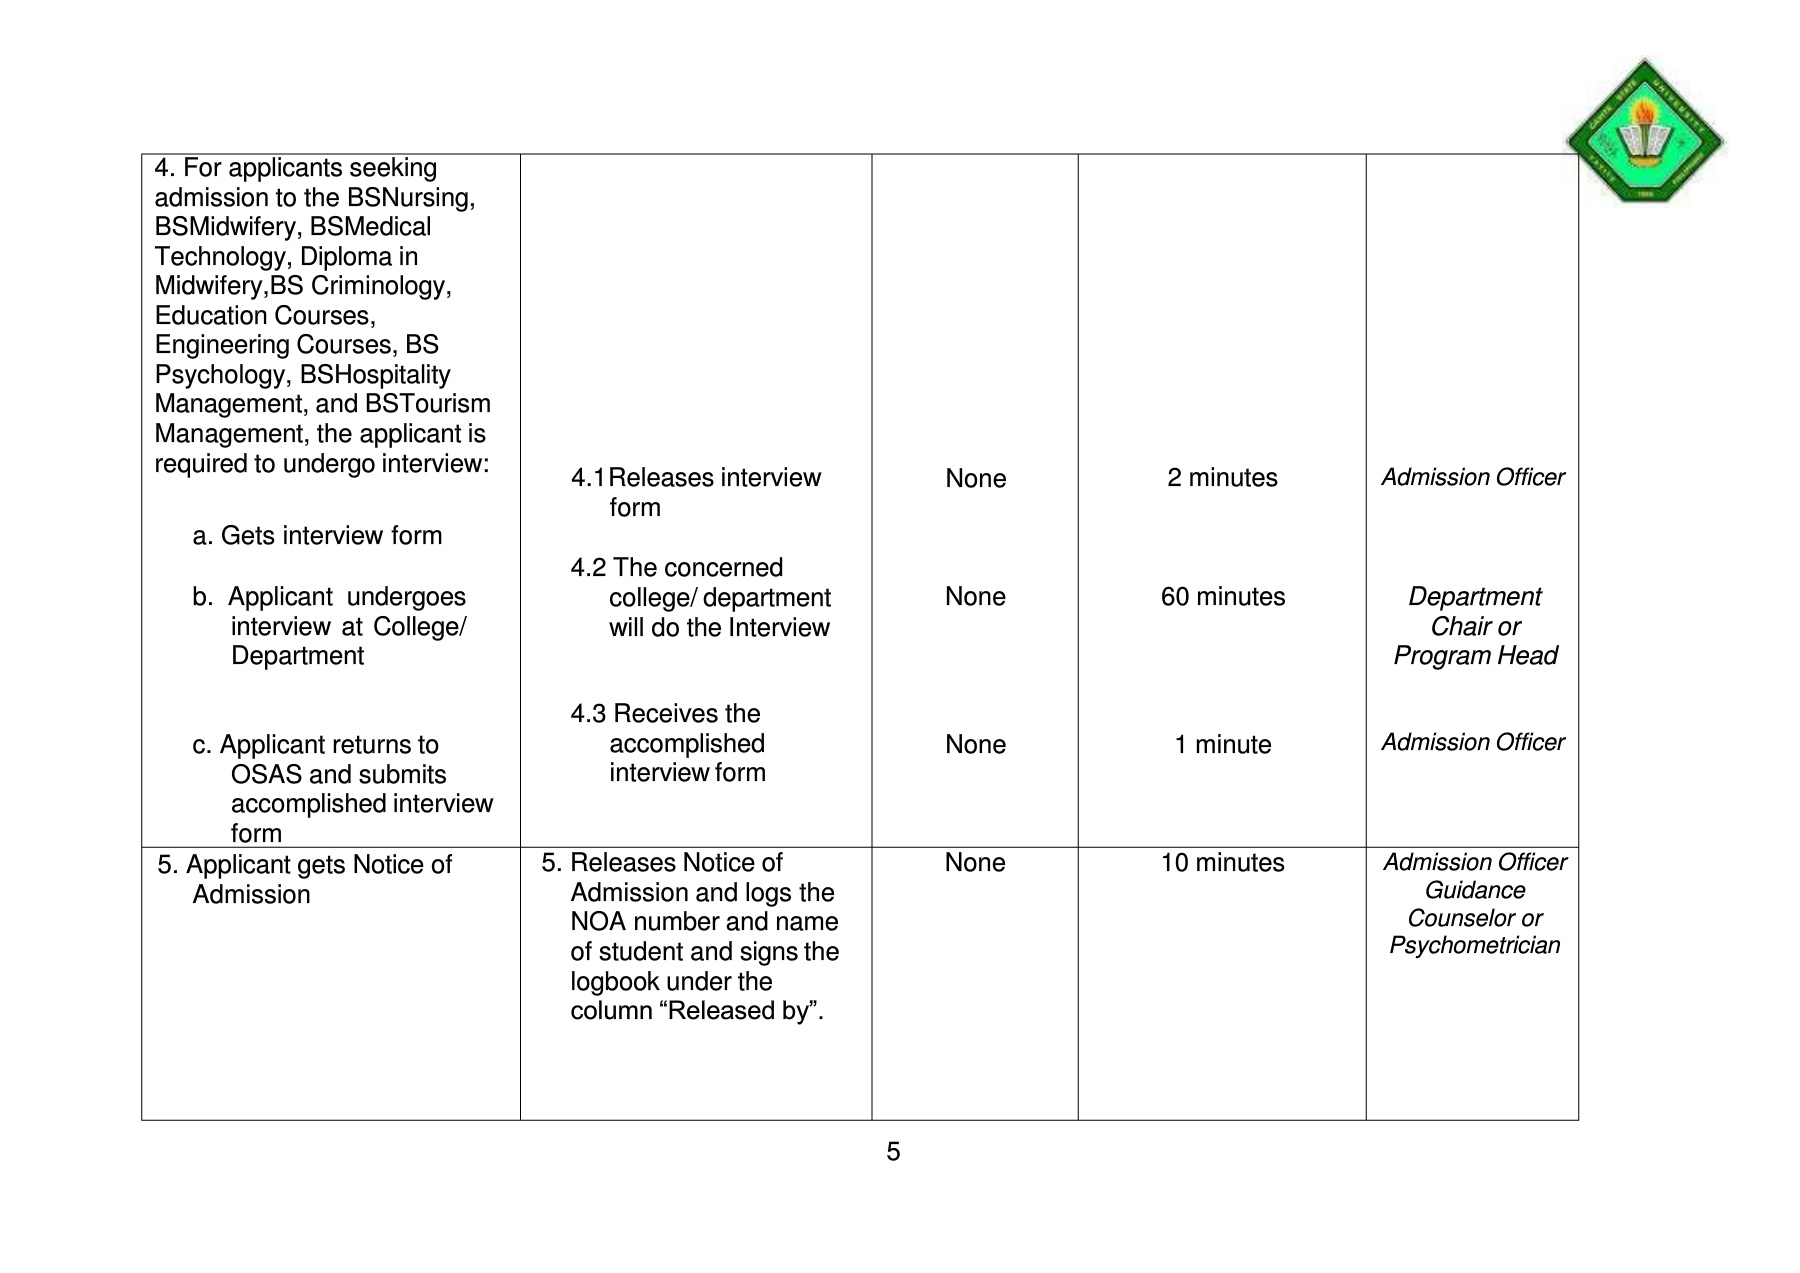 CAVITE STATE UNIVERSITY
4. For applicants seeking
admission to the BSNursing,
BSMidwifery, BSMedical
Technology, Diploma in
Midwifery,BS Criminology,
Education Courses,
Engineering Courses, BS
Psychology, BSHospitality
Management, and BSTourism
Management, the applicant is
required to undergo interview:
a. Gets interview form
b. Applicant undergoes
interview at College/
Department
c. Applicant returns to
OSAS and submits
accomplished interview
form
4.1Releases interview
form
4.2 The concerned
college/ department
will do the Interview
4.3 Receives the
accomplished
interview form
None
None
None
2 minutes
60 minutes
1 minute
Admission Officer
Department
Chair or
Program Head
Admission Officer
5. Applicant gets Notice of
Admission
5. Releases Notice of
Admission and logs the
NOA number and name
of student and signs the
logbook under the
column “Released by”.
None
10 minutes
Admission Officer
Guidance
Counselor or
Psychometrician
5